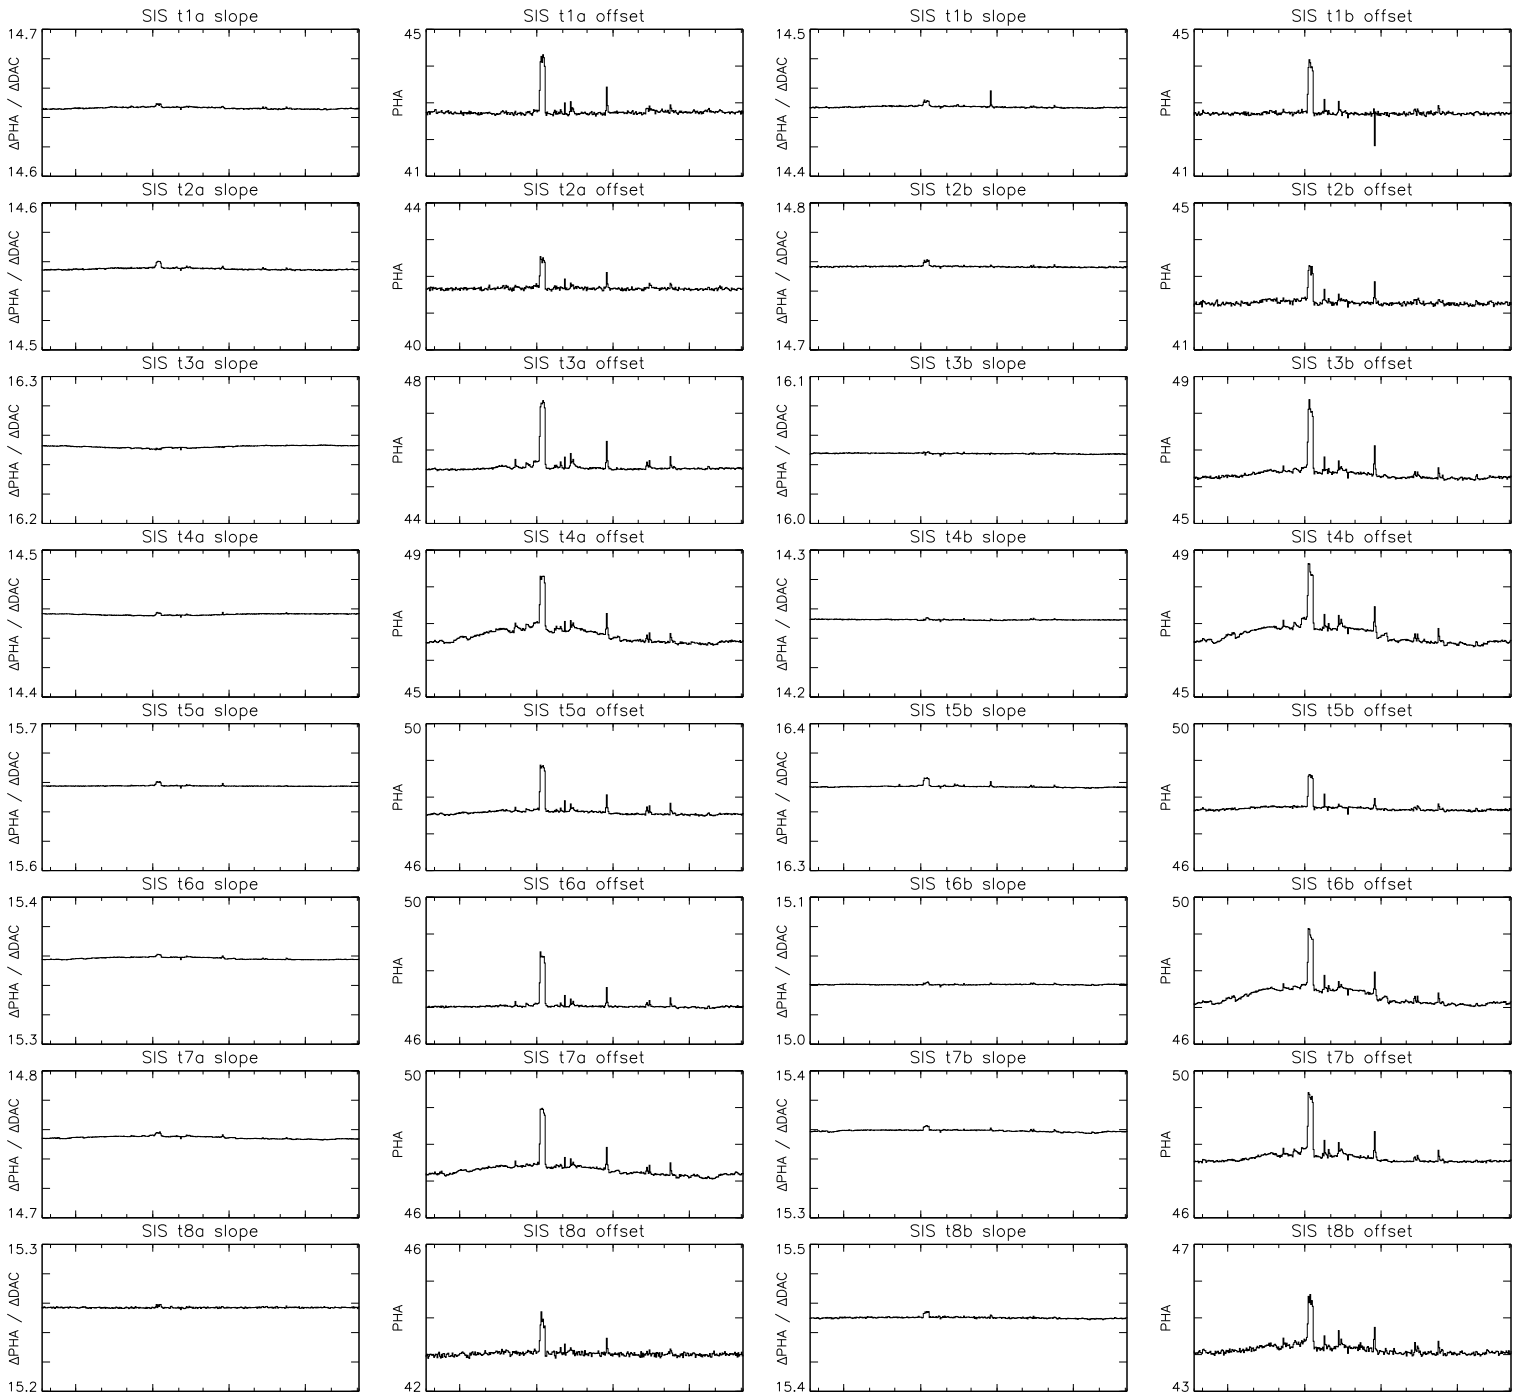 SIS t1a slope
SIS t1a offset
SIS t1b slope
SIS t1b offset
14.7
45
14.5
45
ΔPHA / ΔDAC
PHA
ΔPHA / ΔDAC
PHA
14.6
41
14.4
41
SIS t2a slope
SIS t2a offset
SIS t2b slope
SIS t2b offset
14.6
44
14.8
45
ΔPHA / ΔDAC
PHA
ΔPHA / ΔDAC
PHA
14.5
40
14.7
41
SIS t3a slope
SIS t3a offset
SIS t3b slope
SIS t3b offset
16.3
48
16.1
49
ΔPHA / ΔDAC
PHA
ΔPHA / ΔDAC
PHA
16.2
44
16.0
45
SIS t4a slope
SIS t4a offset
SIS t4b slope
SIS t4b offset
14.5
49
14.3
49
ΔPHA / ΔDAC
PHA
ΔPHA / ΔDAC
PHA
14.4
45
14.2
45
SIS t5a slope
SIS t5a offset
SIS t5b slope
SIS t5b offset
15.7
50
16.4
50
ΔPHA / ΔDAC
PHA
ΔPHA / ΔDAC
PHA
15.6
46
16.3
46
SIS t6a slope
SIS t6a offset
SIS t6b slope
SIS t6b offset
15.4
50
15.1
50
ΔPHA / ΔDAC
PHA
ΔPHA / ΔDAC
PHA
15.3
46
15.0
46
SIS t7a slope
SIS t7a offset
SIS t7b slope
SIS t7b offset
14.8
50
15.4
50
ΔPHA / ΔDAC
PHA
ΔPHA / ΔDAC
PHA
14.7
46
15.3
46
SIS t8a slope
SIS t8a offset
SIS t8b slope
SIS t8b offset
15.3
46
15.5
47
ΔPHA / ΔDAC
PHA
ΔPHA / ΔDAC
PHA
15.2
42
15.4
43